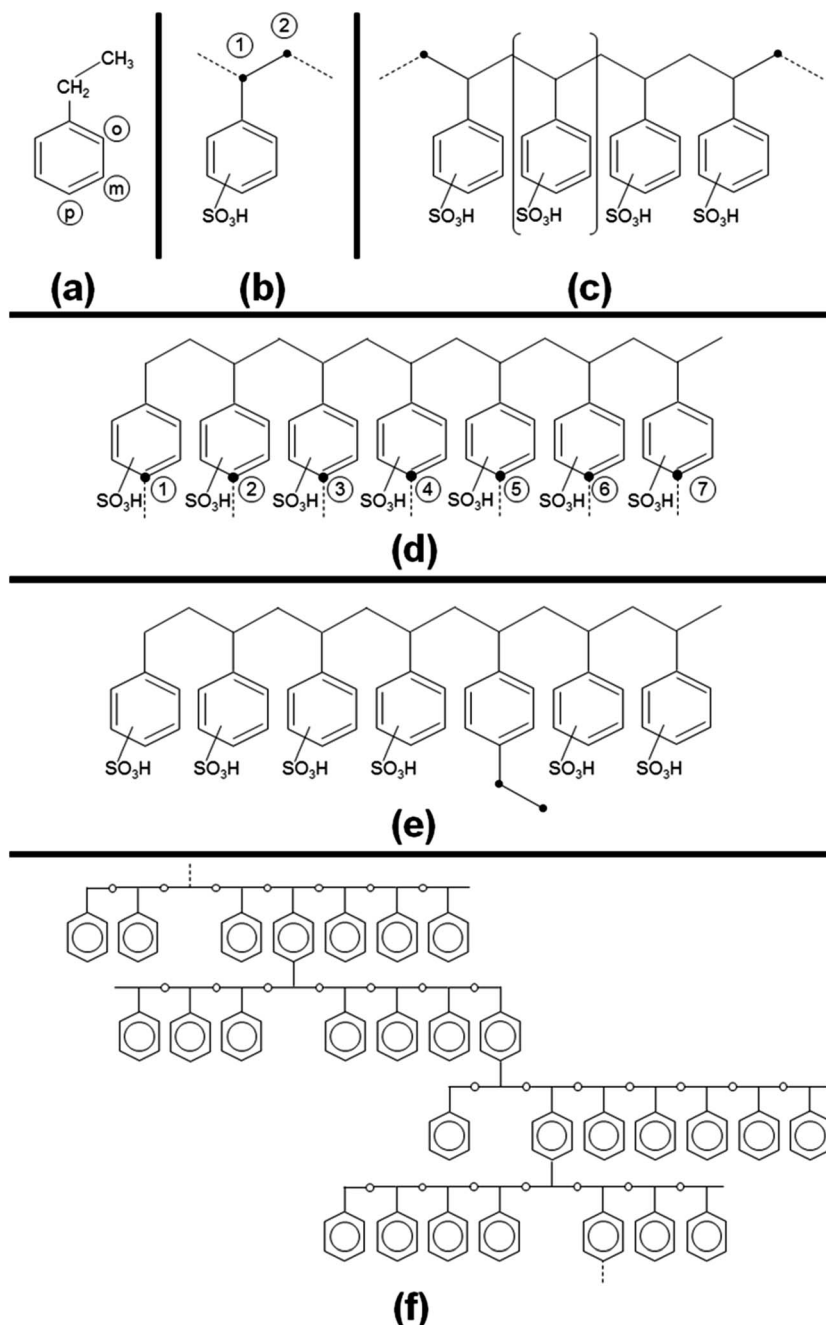 CH₃
CH₂
o
m
p
(a)
1 2
SO₃H
(b)
SO₃H SO₃H SO₃H SO₃H
(c)
1 2 3 4 5 6 7
SO₃H SO₃H SO₃H SO₃H SO₃H SO₃H SO₃H
(d)
SO₃H SO₃H SO₃H SO₃H SO₃H SO₃H
(e)
(f)